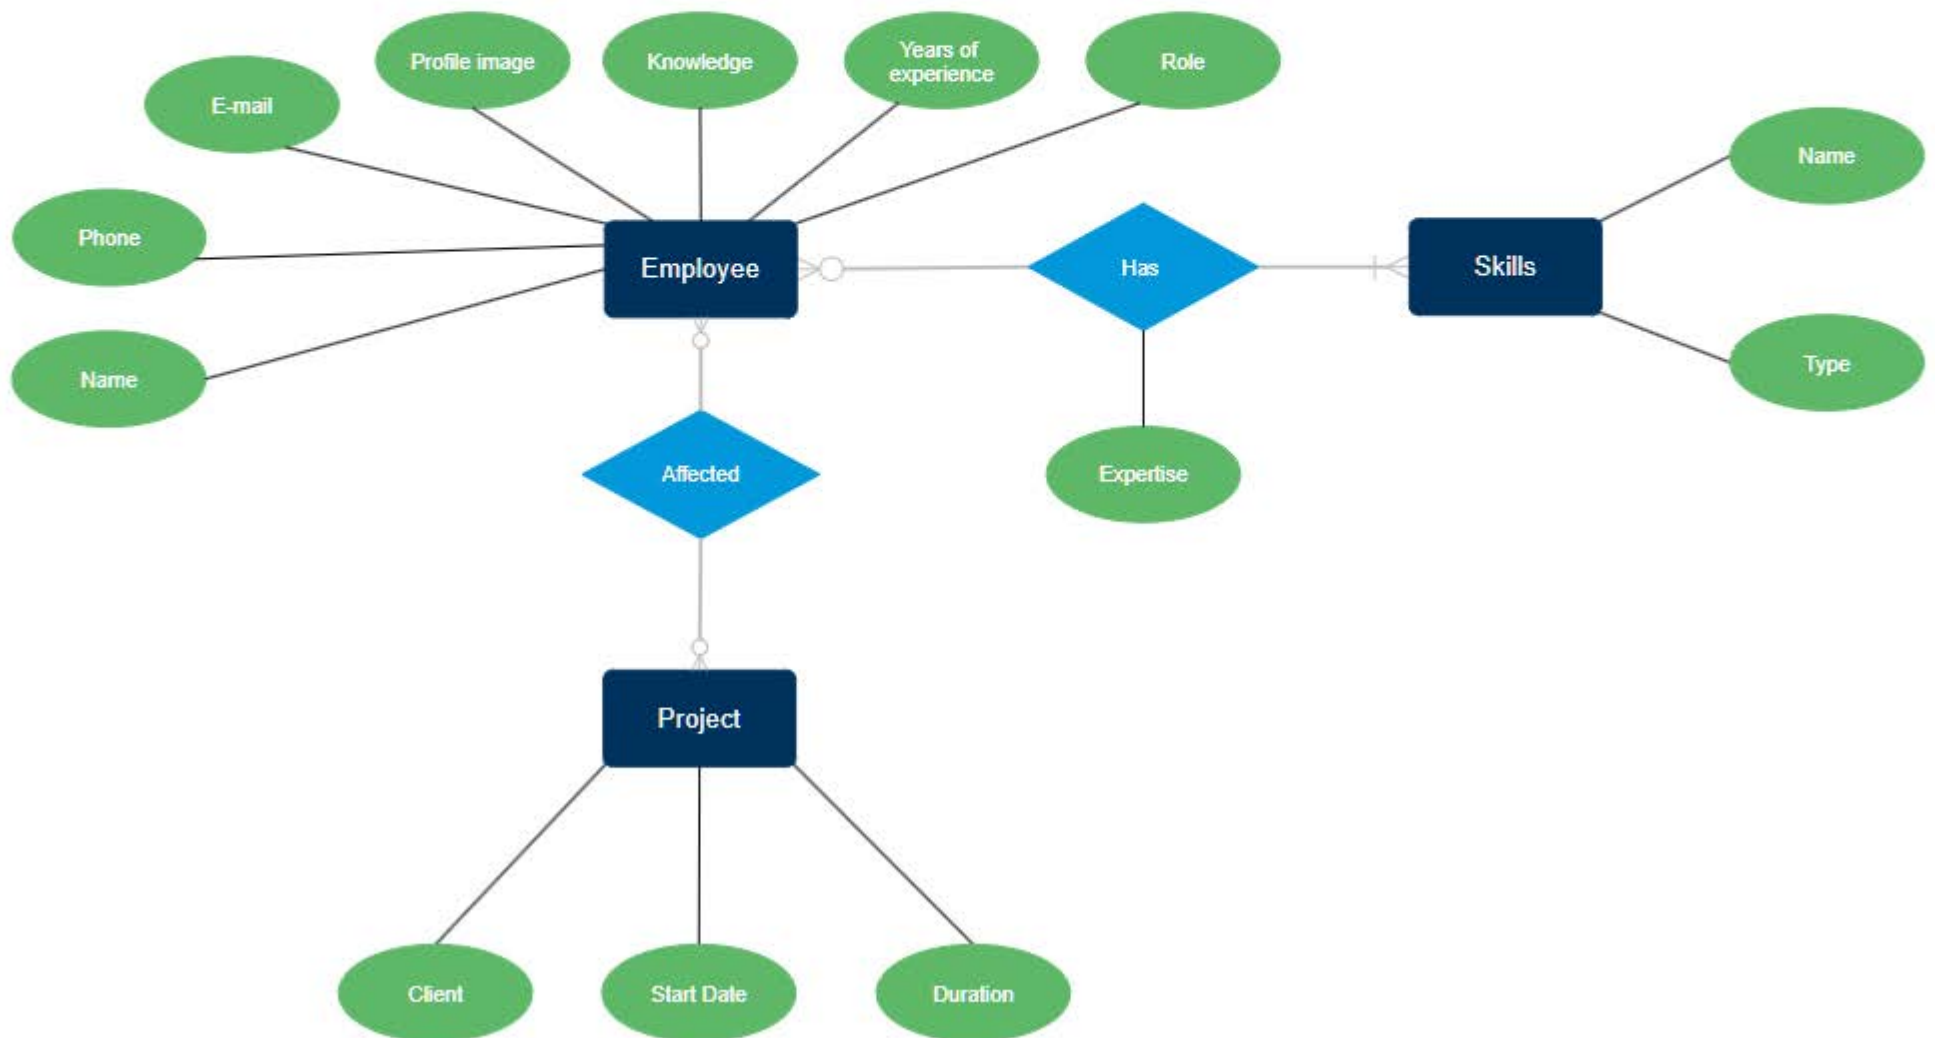 Profile image
Knowledge
Years of
experience
Role
E-mail
Name
Phone
Employee
Has
Skills
Name
Type
Affected
Expertise
Project
Client
Start Date
Duration